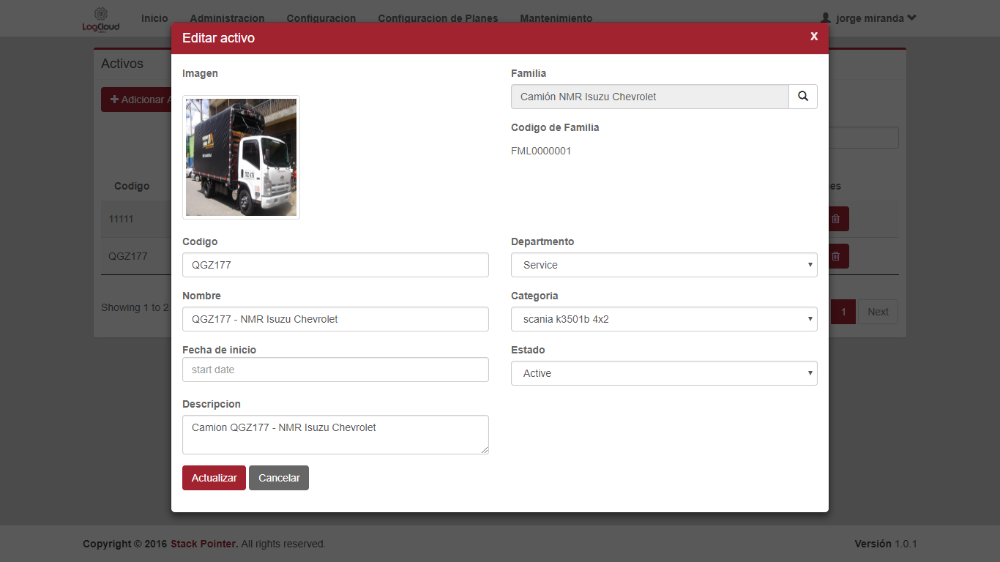 LogCloud
Inicio
Administracion
Configuracion
Configuracion de Planes
Mantenimiento
jorge miranda
Activos
Adicionar A
Codigo
es
11111
QGZ177
Showing 1 to 2
1
Next
Editar activo
x
Imagen
Familia
Camión NMR Isuzu Chevrolet
Codigo de Familia
FML0000001
Codigo
QGZ177
Departmento
Service
Nombre
QGZ177 - NMR Isuzu Chevrolet
Categoria
scania k3501b 4x2
Fecha de inicio
start date
Estado
Active
Descripcion
Camion QGZ177 - NMR Isuzu Chevrolet
Actualizar
Cancelar
Copyright © 2016 Stack Pointer. All rights reserved.
Versión 1.0.1